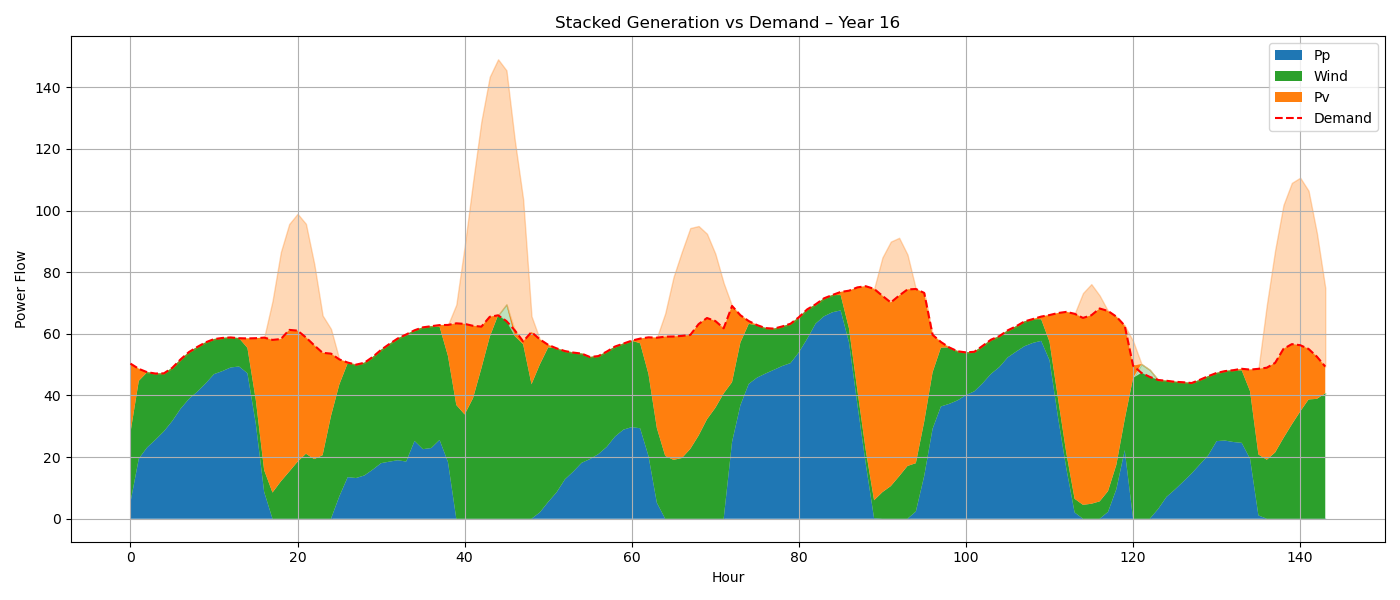 Stacked Generation vs Demand – Year 16
Pp
Wind
Pv
Demand
Power Flow
140
120
100
80
60
40
20
0
0 20 40 60 80 100 120 140
Hour